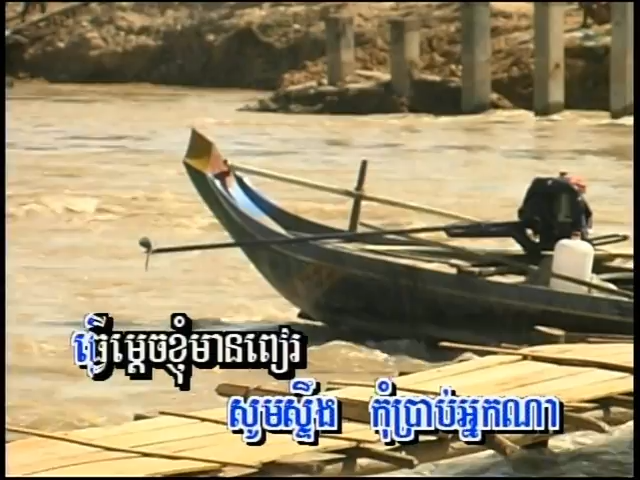 ធ្វើម្ដេចខ្ញុំមានពៀរ
សូមស្ទឹង កុំប្រាប់អ្នកណា